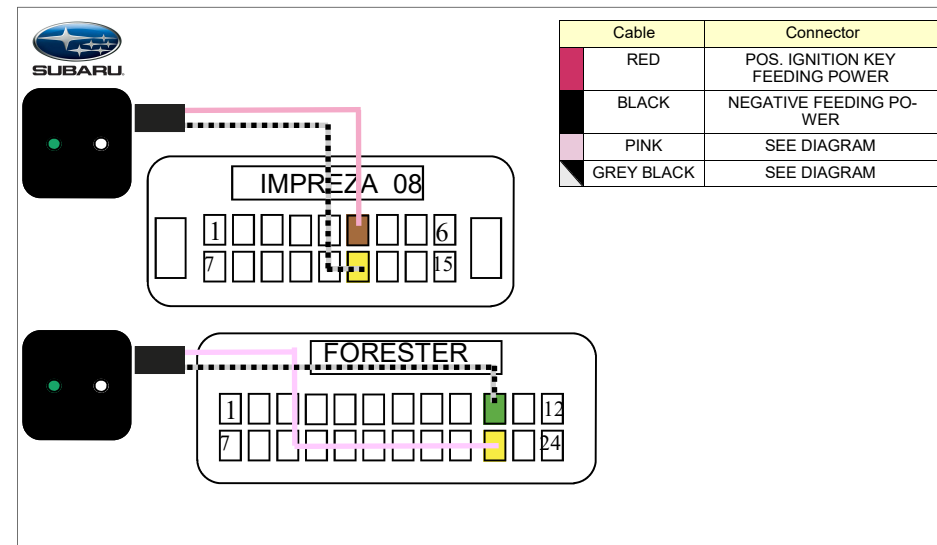 SUBARU.
Cable Connector
RED POS. IGNITION KEY
FEEDING POWER
BLACK NEGATIVE FEEDING PO-
WER
PINK SEE DIAGRAM
GREY BLACK SEE DIAGRAM
IMPREZA 08
1 6
7 15
FORESTER
1 12
7 24